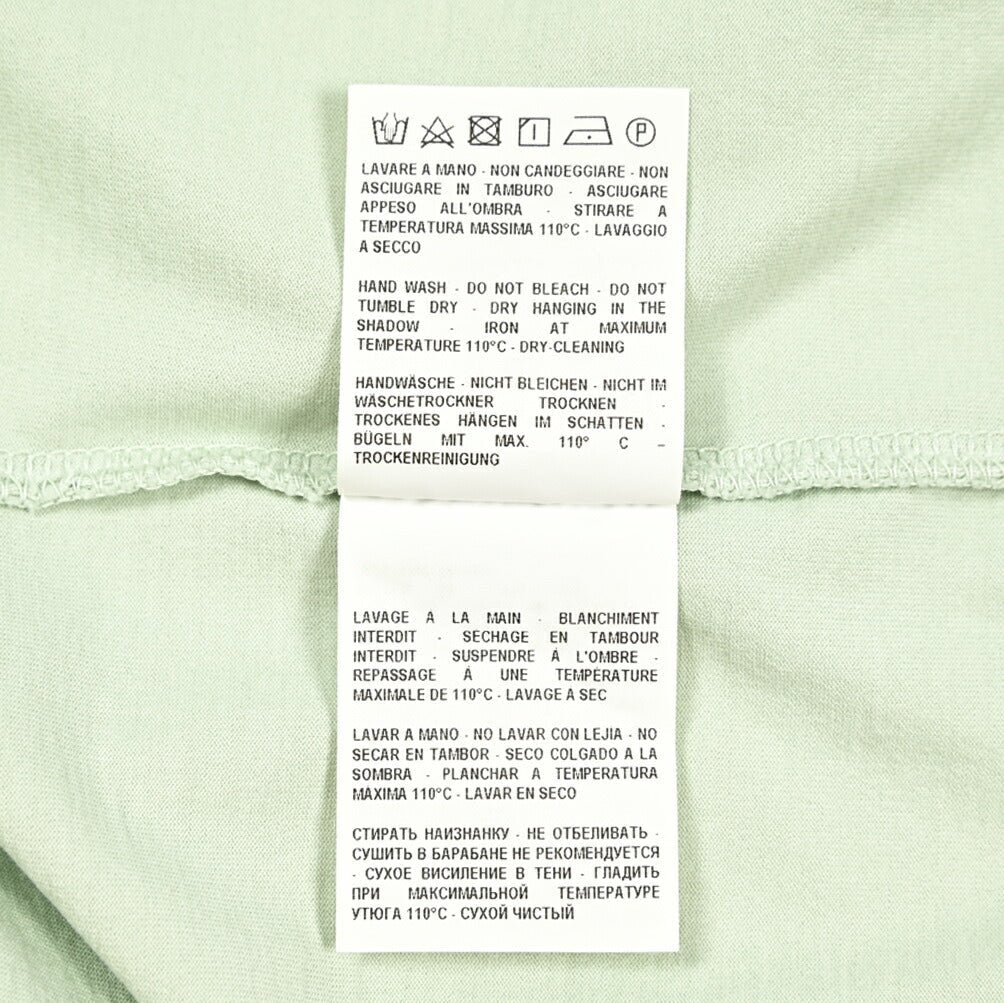 P
LAVARE A MANO - NON CANDEGGIARE - NON
ASCIUGARE IN TAMBURO - ASCIUGARE
APPESO ALL'OMBRA - STIRARE A
TEMPERATURA MASSIMA 110°C - LAVAGGIO
A SECCO
HAND WASH - DO NOT BLEACH - DO NOT
TUMBLE DRY - DRY HANGING IN THE
SHADOW - IRON AT MAXIMUM
TEMPERATURE 110°C - DRY-CLEANING
HANDWÄSCHE - NICHT BLEICHEN - NICHT IM
WÄSCHETROCKNER TROCKNEN -
TROCKENES HÄNGEN IM SCHATTEN -
BÜGELN MIT MAX. 110° C –
TROCKENREINIGUNG
LAVAGE À LA MAIN - BLANCHIMENT
INTERDIT - SECHAGE EN TAMBOUR
INTERDIT - SUSPENDRE À L'OMBRE -
REPASSAGE À UNE TEMPÉRATURE
MAXIMALE DE 110°C - LAVAGE A SEC
LAVAR A MANO - NO LAVAR CON LEJIA - NO
SECAR EN TAMBOR - SECO COLGADO A LA
SOMBRA - PLANCHAR A TEMPERATURA
MÁXIMA 110°C - LAVAR EN SECO
СТИРАТЬ НАИЗНАНКУ - НЕ ОТБЕЛИВАТЬ -
СУШИТЬ В БАРАБАНЕ НЕ РЕКОМЕНДУЕТСЯ
- СУХОЕ ВИСИЛЕНИЕ В ТЕНИ - ГЛАДИТЬ
ПРИ МАКСИМАЛЬНОЙ ТЕМПЕРАТУРЕ
УТЮГА 110°C - СУХОЙ ЧИСТЫЙ